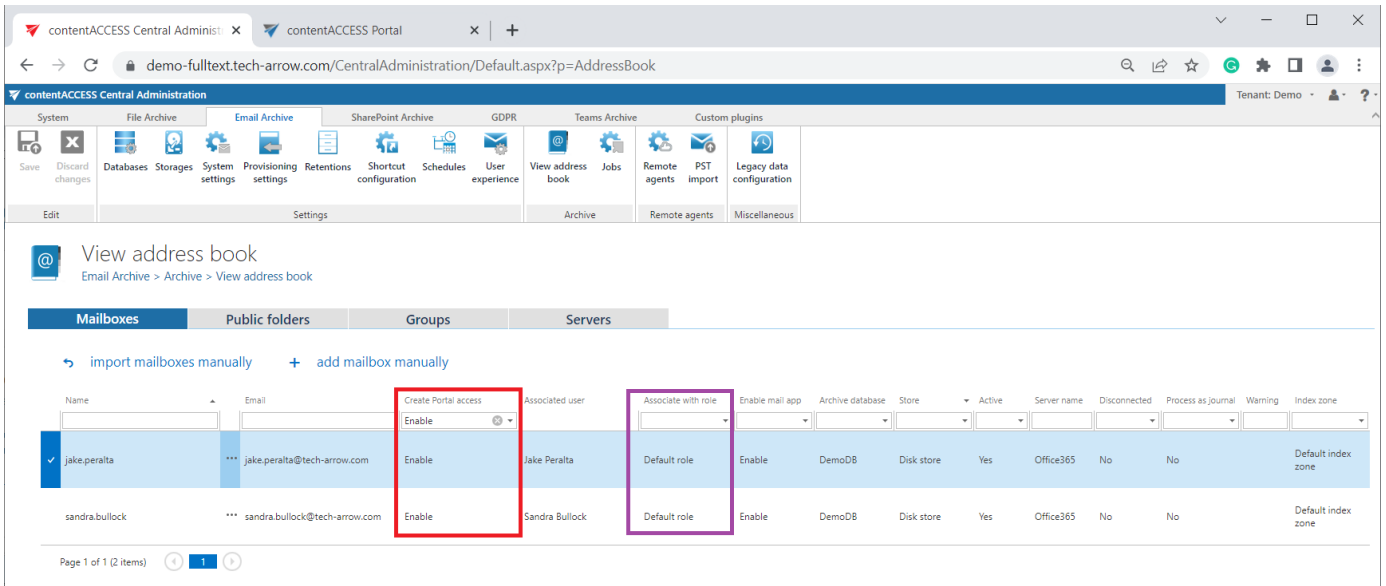 contentACCESS Central Administr
contentACCESS Portal
demo-fulltext.tech-arrow.com/CentralAdministration/Default.aspx?p=AddressBook
contentACCESS Central Administration
Tenant: Demo
System File Archive Email Archive SharePoint Archive GDPR Teams Archive Custom plugins
Save
Discard changes
Databases
Storages
System settings
Provisioning settings
Retentions
Shortcut configuration
Schedules
User experience
View address book
Jobs
Remote agents
PST import
Legacy data configuration
Edit Settings Archive Remote agents Miscellaneous
View address book
Email Archive > Archive > View address book
Mailboxes Public folders Groups Servers
import mailboxes manually + add mailbox manually
Name Email Create Portal access Associated user Associate with role Enable mail app Archive database Store Active Server name Disconnected Process as journal Warning Index zone
Enable
jake.peralta ··· jake.peralta@tech-arrow.com Enable Jake Peralta Default role Enable DemoDB Disk store Yes Office365 No No Default index zone
sandra.bullock ··· sandra.bullock@tech-arrow.com Enable Sandra Bullock Default role Enable DemoDB Disk store Yes Office365 No No Default index zone
Page 1 of 1 (2 items) 1